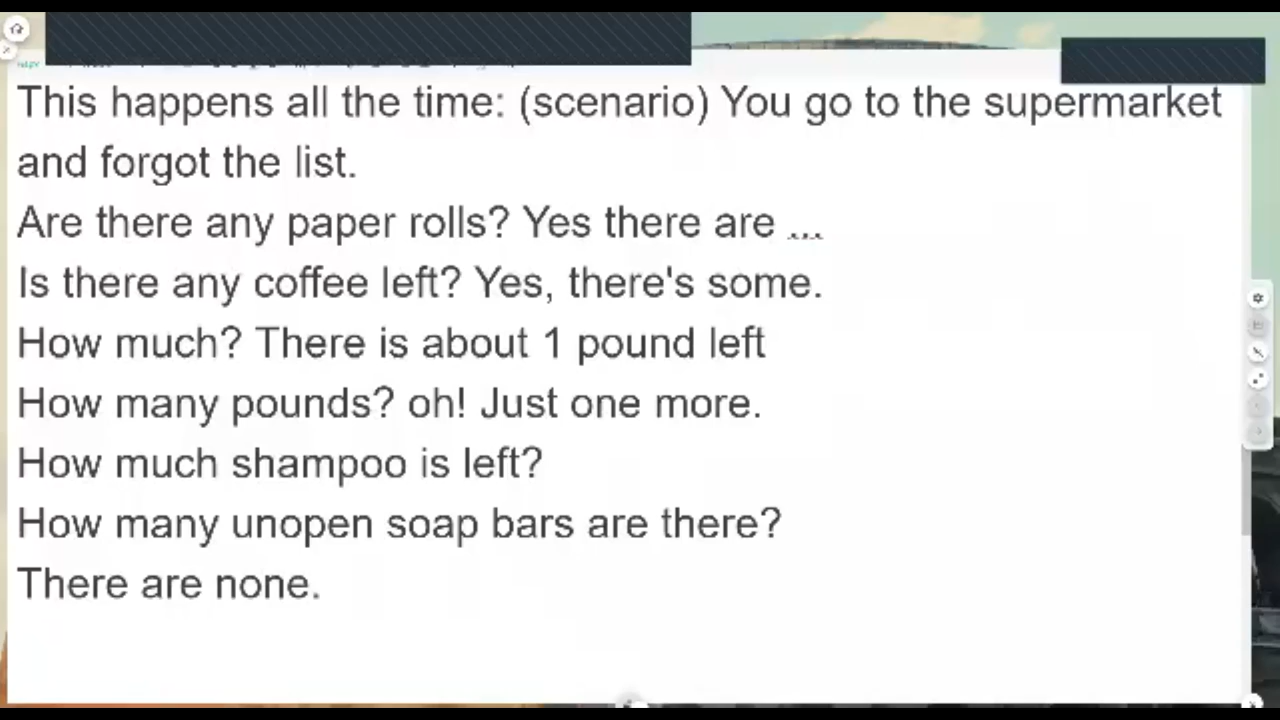 This happens all the time: (scenario) You go to the supermarket
and forgot the list.
Are there any paper rolls? Yes there are ...
Is there any coffee left? Yes, there's some.
How much? There is about 1 pound left
How many pounds? oh! Just one more.
How much shampoo is left?
How many unopen soap bars are there?
There are none.